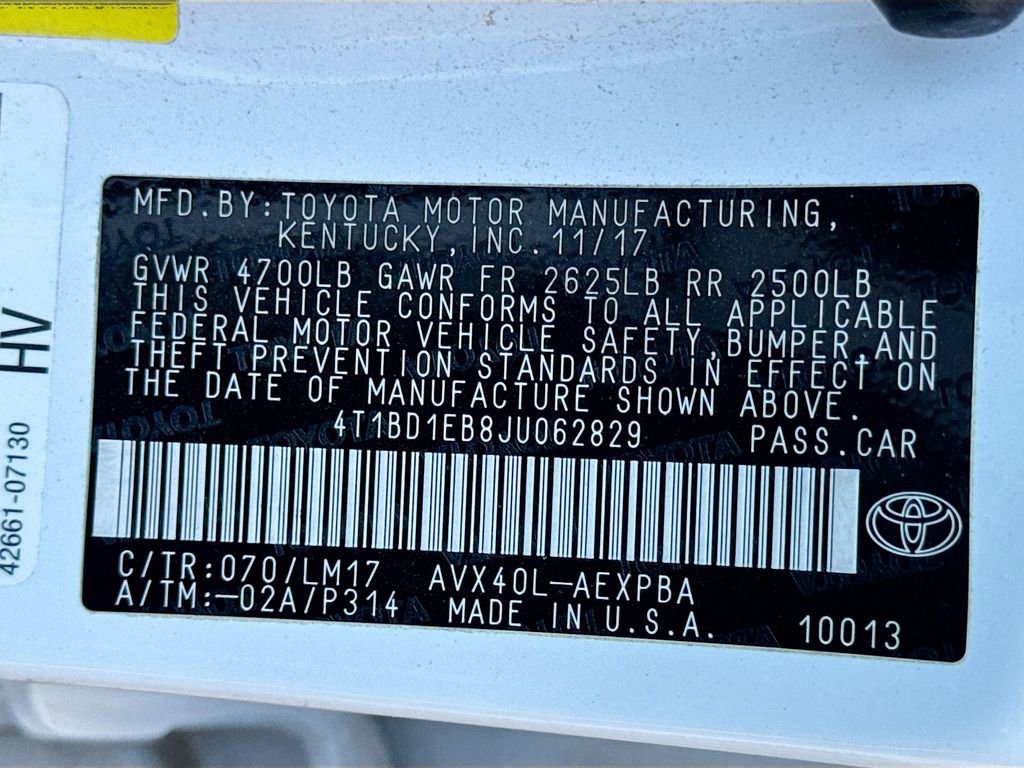 MFD.BY:TOYOTA MOTOR MANUFACTURING,
KENTUCKY,INC.11/17
GVWR 4700LB GAWR FR 2625LB RR 2500LB
THIS VEHICLE CONFORMS TO ALL APPLICABLE
FEDERAL MOTOR VEHICLE SAFETY,BUMPER,AND
THEFT PREVENTION STANDARDS IN EFFECT ON
THE DATE OF MANUFACTURE SHOWN ABOVE.
4T1BD1EB8JU062829 PASS.CAR
C/TR:070/LM17 AVX40L-AEXPBA
A/TM:-02A/P314 MADE IN U.S.A. 10013
HV
42661-07130